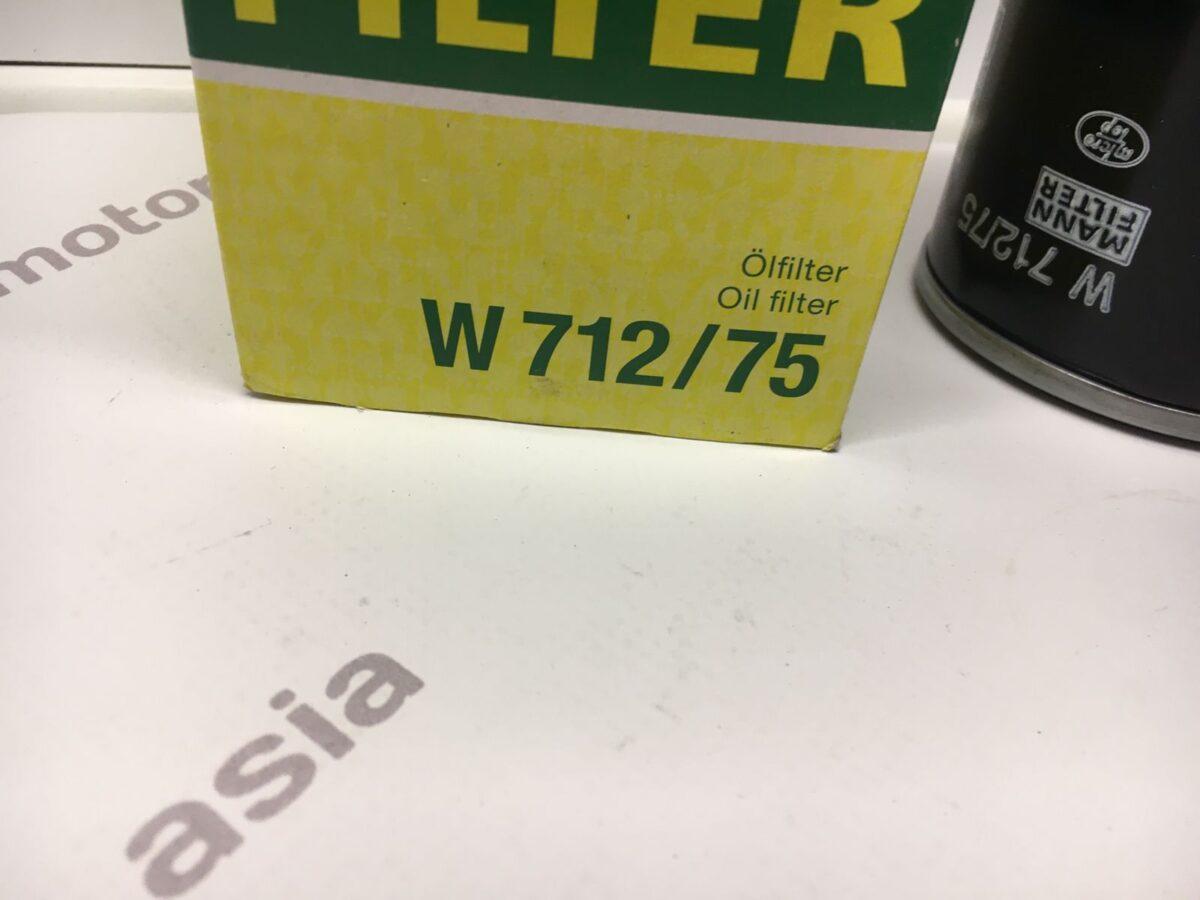 FILTER
Ölfilter
Oil filter
W 712/75
micro
top
MANN
FILTER
W 712/75
motor
asia